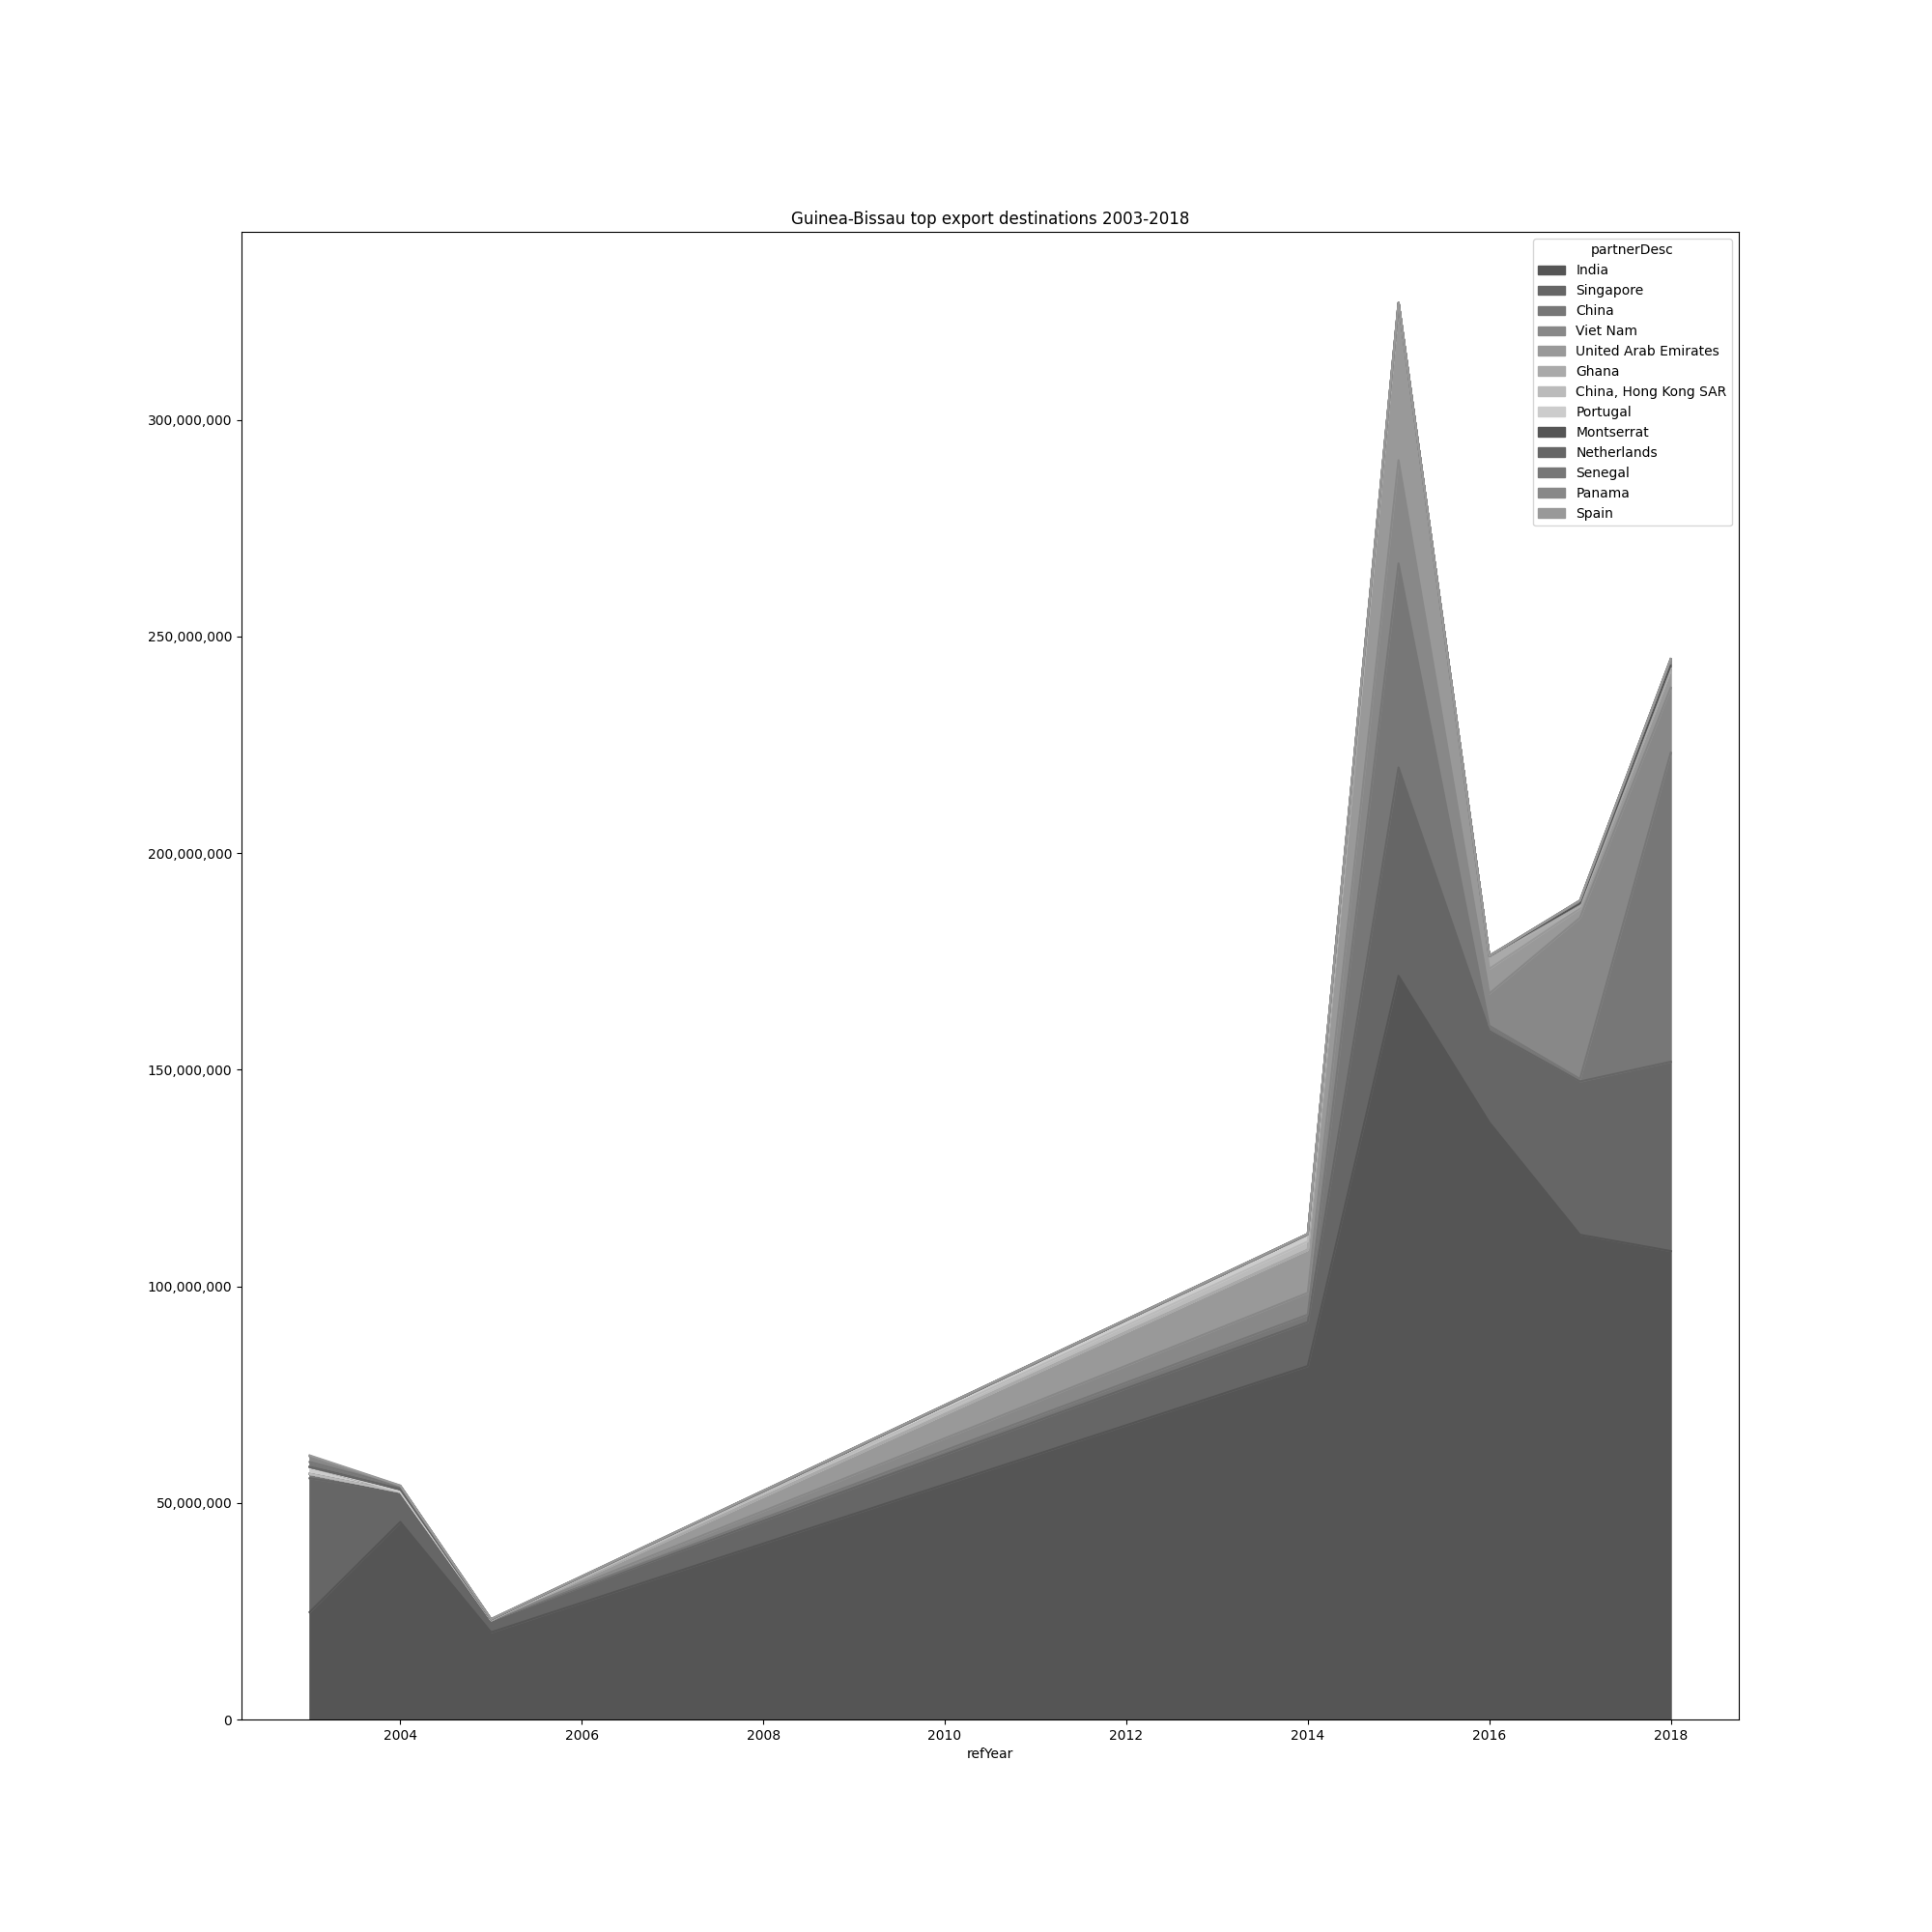 Guinea-Bissau top export destinations 2003-2018
partnerDesc
India
Singapore
China
Viet Nam
United Arab Emirates
Ghana
China, Hong Kong SAR
Portugal
Montserrat
Netherlands
Senegal
Panama
Spain
300,000,000
250,000,000
200,000,000
150,000,000
100,000,000
50,000,000
0
2004 2006 2008 2010 2012 2014 2016 2018
refYear